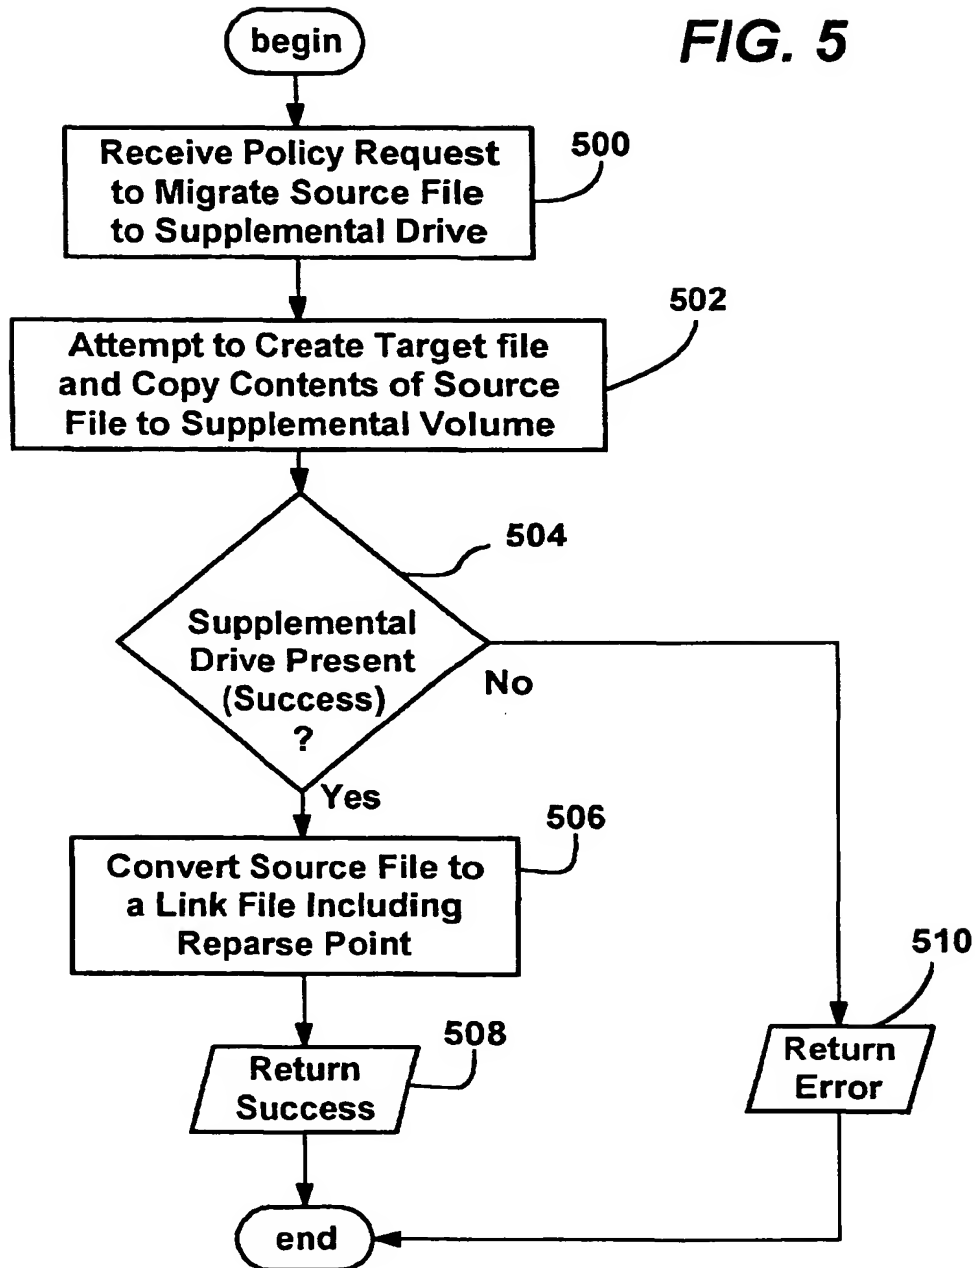 begin
FIG. 5
Receive Policy Request
to Migrate Source File
to Supplemental Drive
500
502
Attempt to Create Target file
and Copy Contents of Source
File to Supplemental Volume
504
Supplemental
Drive Present
(Success)
?
No
Yes
506
Convert Source File to
a Link File Including
Reparse Point
508
Return
Success
510
Return
Error
end